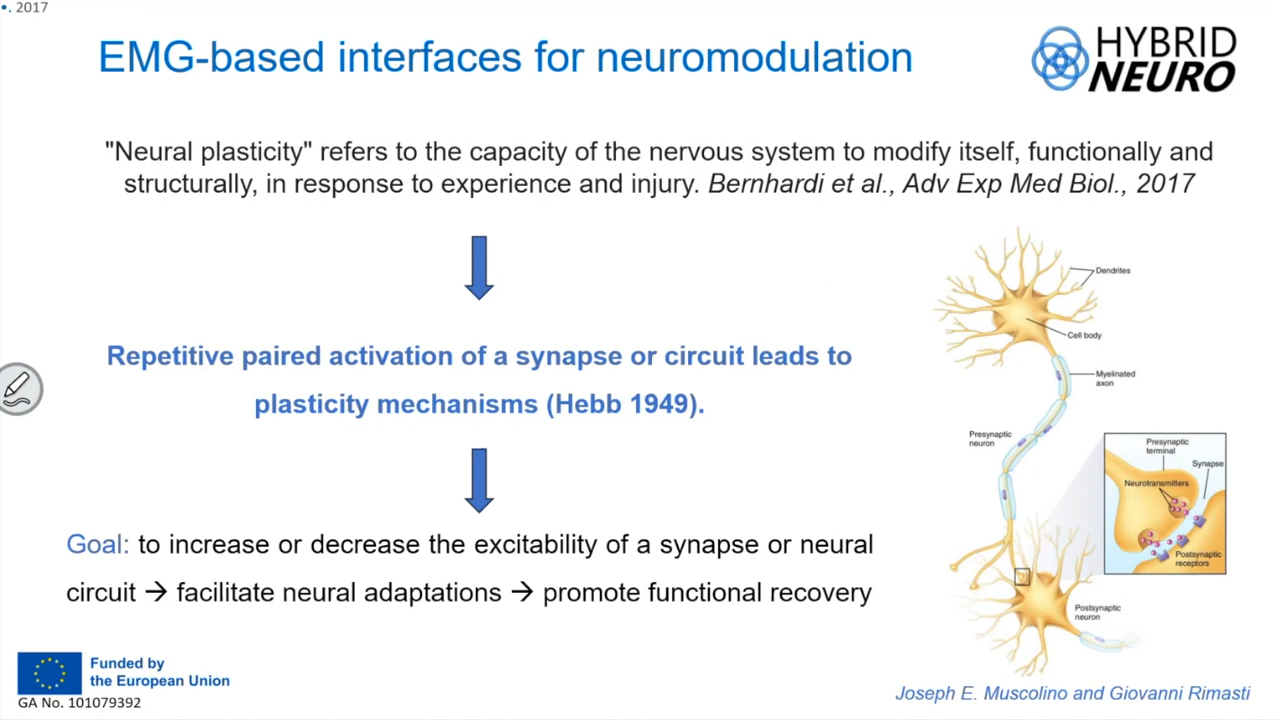 •. 2017
EMG-based interfaces for neuromodulation
HYBRID
NEURO
"Neural plasticity" refers to the capacity of the nervous system to modify itself, functionally and
structurally, in response to experience and injury. Bernhardi et al., Adv Exp Med Biol., 2017
Repetitive paired activation of a synapse or circuit leads to
plasticity mechanisms (Hebb 1949).
Goal: to increase or decrease the excitability of a synapse or neural
circuit → facilitate neural adaptations → promote functional recovery
Dendrites
Cell body
Myelinated
axon
Presynaptic
neuron
Presynaptic
terminal
Synapse
Neurotransmitters
Postsynaptic
receptors
Postsynaptic
neuron
Funded by
the European Union
GA No. 101079392
Joseph E. Muscolino and Giovanni Rimasti